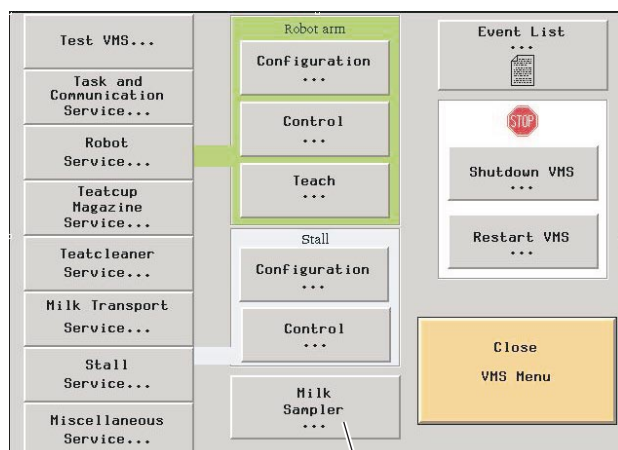 Test VMS...
Task and
Communication
Service...
Robot
Service...
Teatcup
Magazine
Service...
Teatcleaner
Service...
Milk Transport
Service...
Stall
Service...
Miscellaneous
Service...
Robot arm
Configuration
...
Control
...
Teach
...
Stall
Configuration
...
Control
...
Milk
Sampler
...
Event List
...
STOP
Shutdown VMS
...
Restart VMS
...
Close
VMS Menu